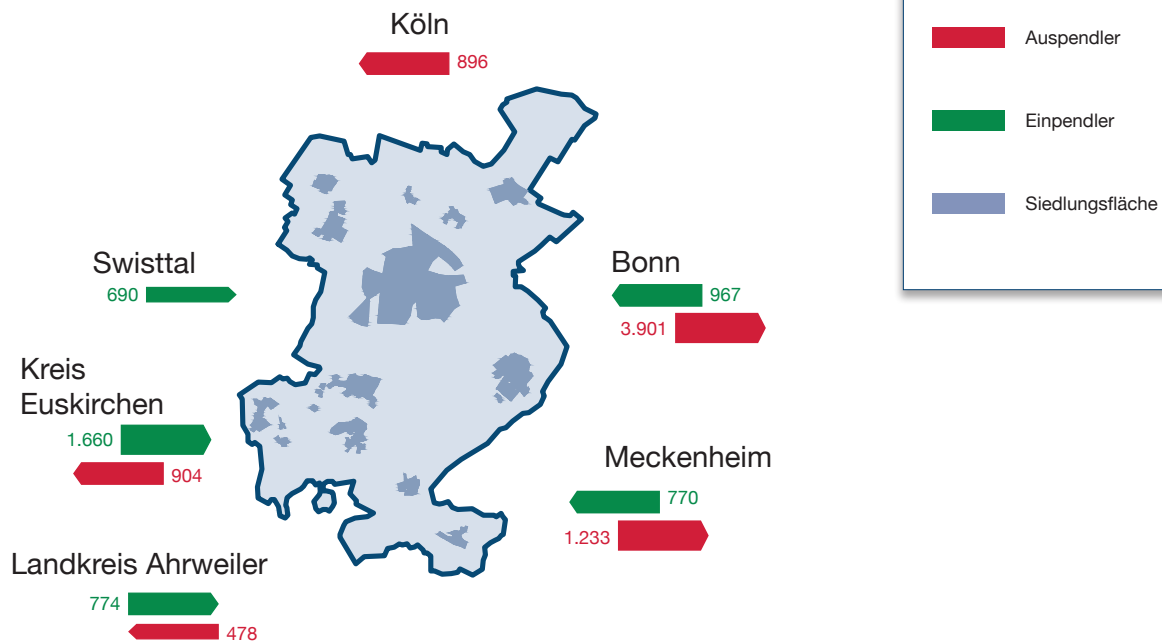 Köln
896
Auspendler
Einpendler
Siedlungsfläche
Swisttal
690
Bonn
967
3.901
Kreis
Euskirchen
1.660
904
Meckenheim
770
1.233
Landkreis Ahrweiler
774
478